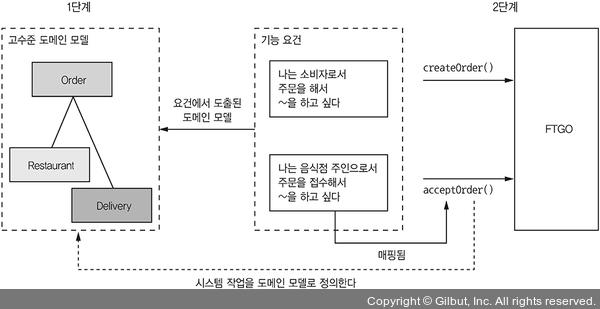 1단계
2단계
고수준 도메인 모델
기능 요건
Order
Restaurant
Delivery
요건에서 도출된
도메인 모델
나는 소비자로서
주문을 해서
~을 하고 싶다
나는 음식점 주인으로서
주문을 접수해서
~을 하고 싶다
createOrder()
acceptOrder()
FTGO
매핑됨
시스템 작업을 도메인 모델로 정의한다
Copyright © Gilbut, Inc. All rights reserved.